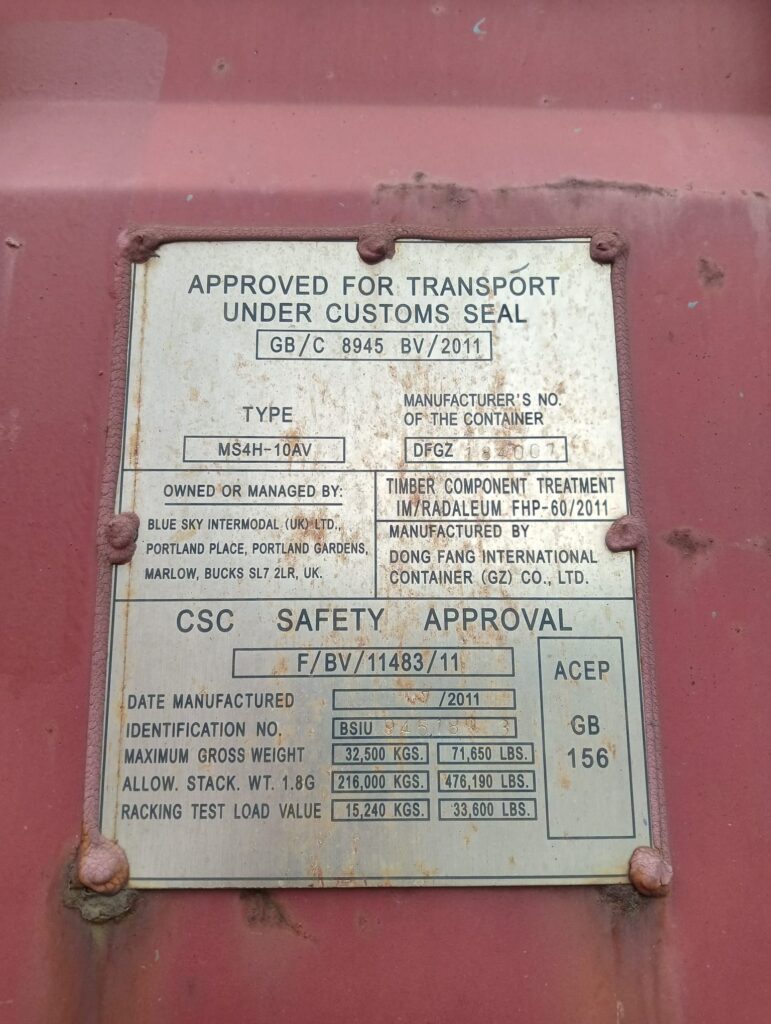 APPROVED FOR TRANSPORT
UNDER CUSTOMS SEAL
GB/C 8945 BV/2011
TYPE
MS4H-10AV
MANUFACTURER'S NO.
OF THE CONTAINER
DFGZ
OWNED OR MANAGED BY:
BLUE SKY INTERMODAL (UK) LTD.,
PORTLAND PLACE, PORTLAND GARDENS,
MARLOW, BUCKS SL7 2LR, UK.
TIMBER COMPONENT TREATMENT
IM/RADALEUM FHP-60/2011
MANUFACTURED BY
DONG FANG INTERNATIONAL
CONTAINER (GZ) CO., LTD.
CSC SAFETY APPROVAL
F/BV/11483/11
DATE MANUFACTURED /2011
IDENTIFICATION NO. BSIU
MAXIMUM GROSS WEIGHT 32,500 KGS. 71,650 LBS.
ALLOW. STACK. WT. 1.8G 216,000 KGS. 476,190 LBS.
RACKING TEST LOAD VALUE 15,240 KGS. 33,600 LBS.
ACEP
GB
156